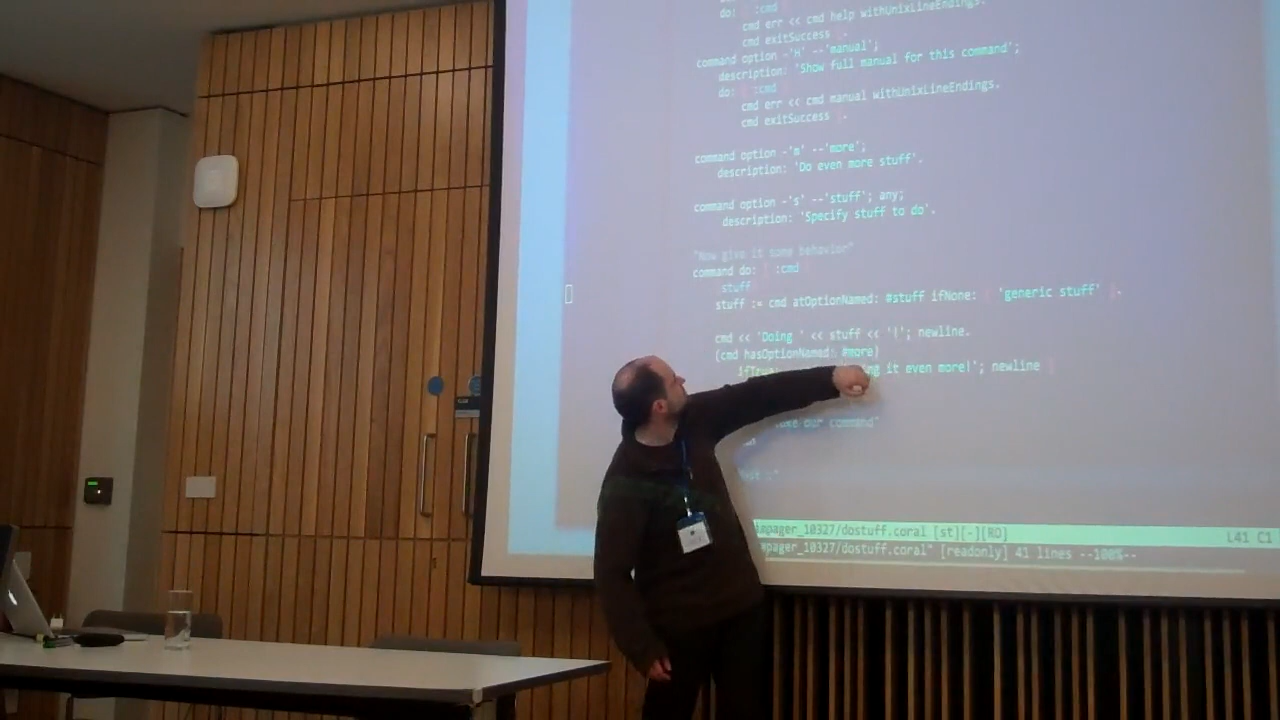 do: :cmd
cmd err << cmd help withUnixLineEndings.
cmd exitSuccess .
command option -'H' --'manual';
description: 'Show full manual for this command';
do: :cmd
cmd err << cmd manual withUnixLineEndings.
cmd exitSuccess .
command option -'m' --'more';
description: 'Do even more stuff'.
command option -'s' --'stuff'; any;
description: 'Specify stuff to do'.
"Now give it some behavior"
command do: :cmd
stuff
stuff := cmd atOptionNamed: #stuff ifNone: 'generic stuff' .
cmd << 'Doing ' << stuff << '!'; newline.
(cmd hasOptionNamed: #more)
ifTrue: it even more!'; newline
our command"
/dostuff.coral [st][-][RO] L41 C1
/dostuff.coral" [readonly] 41 lines --100%--